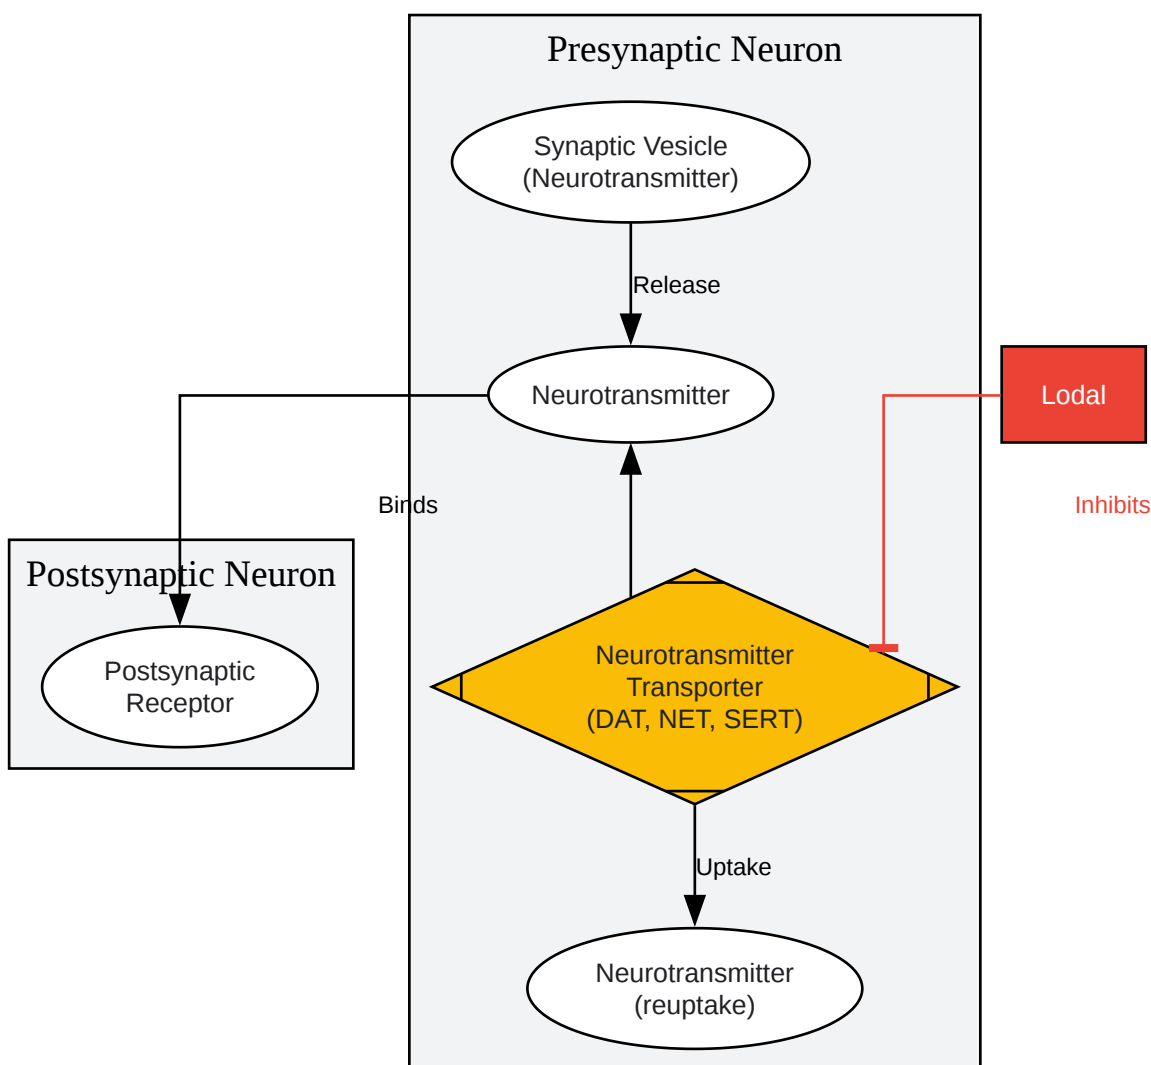 Presynaptic Neuron
Synaptic Vesicle
(Neurotransmitter)
Release
Neurotransmitter
Lodal
Binds
Inhibits
Postsynaptic Neuron
Postsynaptic
Receptor
Neurotransmitter
Transporter
(DAT, NET, SERT)
Uptake
Neurotransmitter
(reuptake)